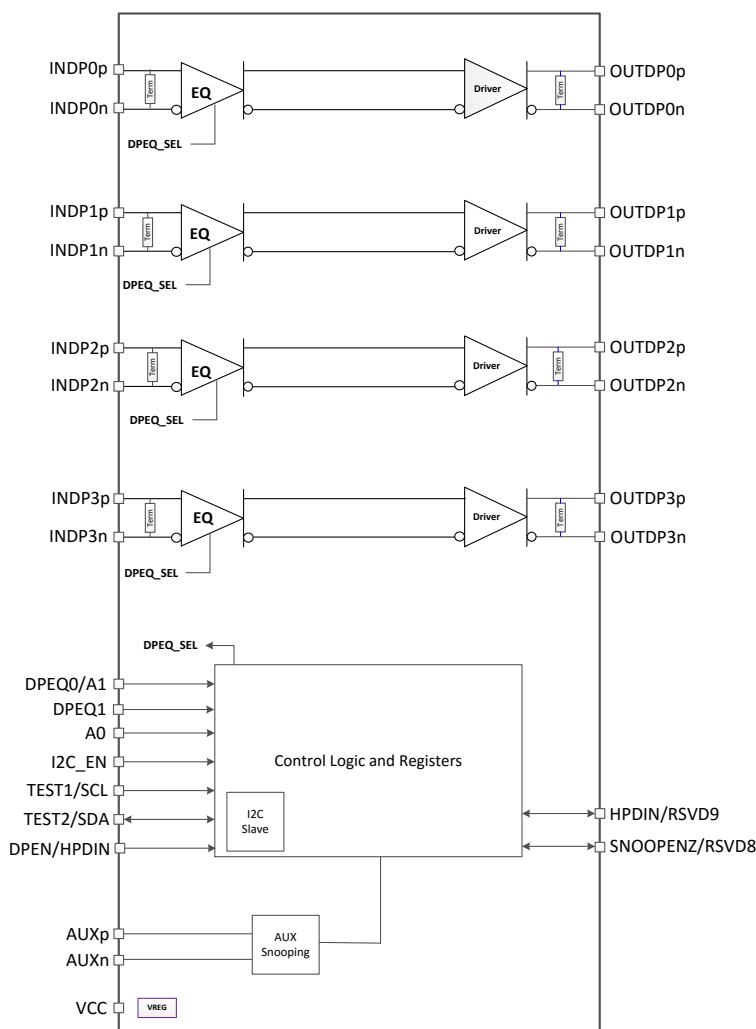 INDP0p
INDP0n
Term
EQ
DPEQ_SEL
Driver
Term
OUTDP0p
OUTDP0n
INDP1p
INDP1n
Term
EQ
DPEQ_SEL
Driver
Term
OUTDP1p
OUTDP1n
INDP2p
INDP2n
Term
EQ
DPEQ_SEL
Driver
Term
OUTDP2p
OUTDP2n
INDP3p
INDP3n
Term
EQ
DPEQ_SEL
Driver
Term
OUTDP3p
OUTDP3n
DPEQ_SEL
DPEQ0/A1
DPEQ1
A0
I2C_EN
TEST1/SCL
TEST2/SDA
DPEN/HPDIN
Control Logic and Registers
I2C
Slave
HPDIN/RSVD9
SNOOPENZ/RSVD8
AUXp
AUXn
AUX
Snooping
VCC
VREG